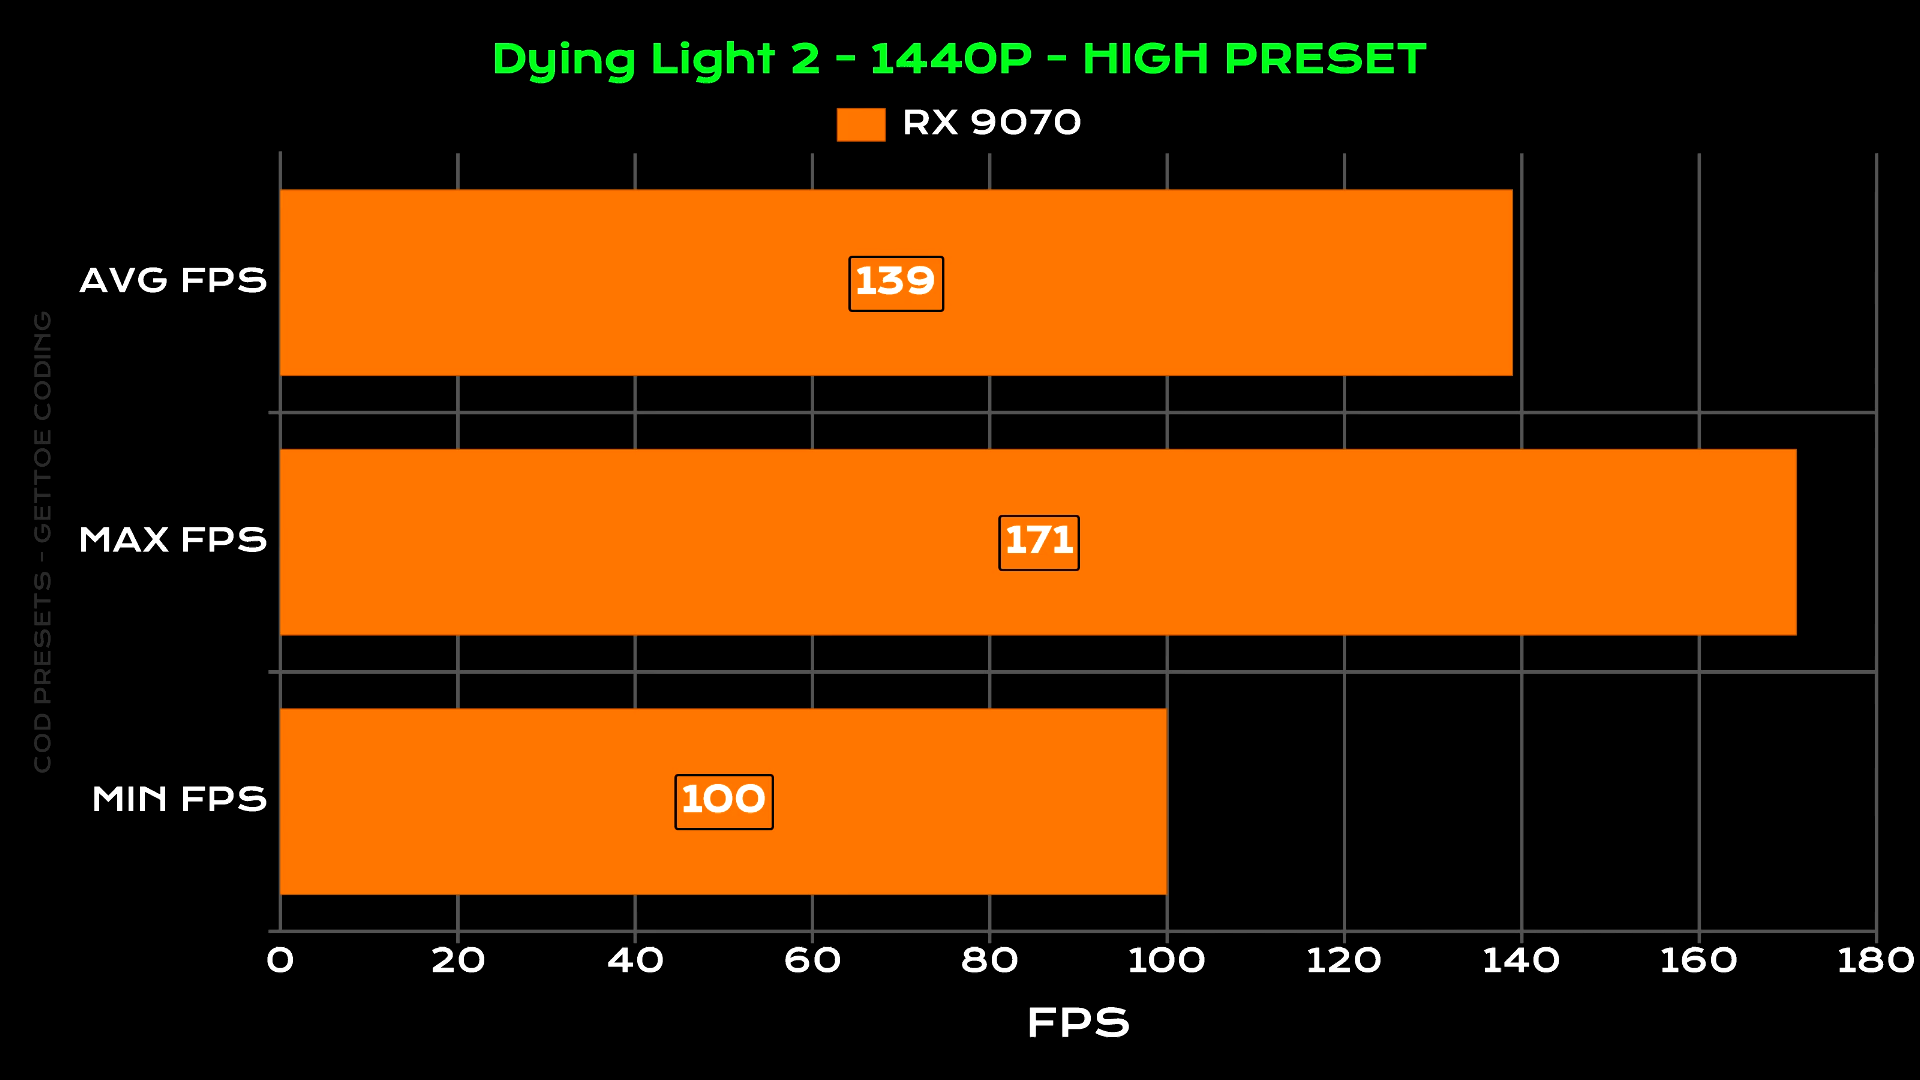 Dying Light 2 - 1440P - HIGH PRESET
RX 9070
AVG FPS
139
MAX FPS
171
MIN FPS
100
0 20 40 60 80 100 120 140 160 180
FPS
COD PRESETS - GETTOE CODING